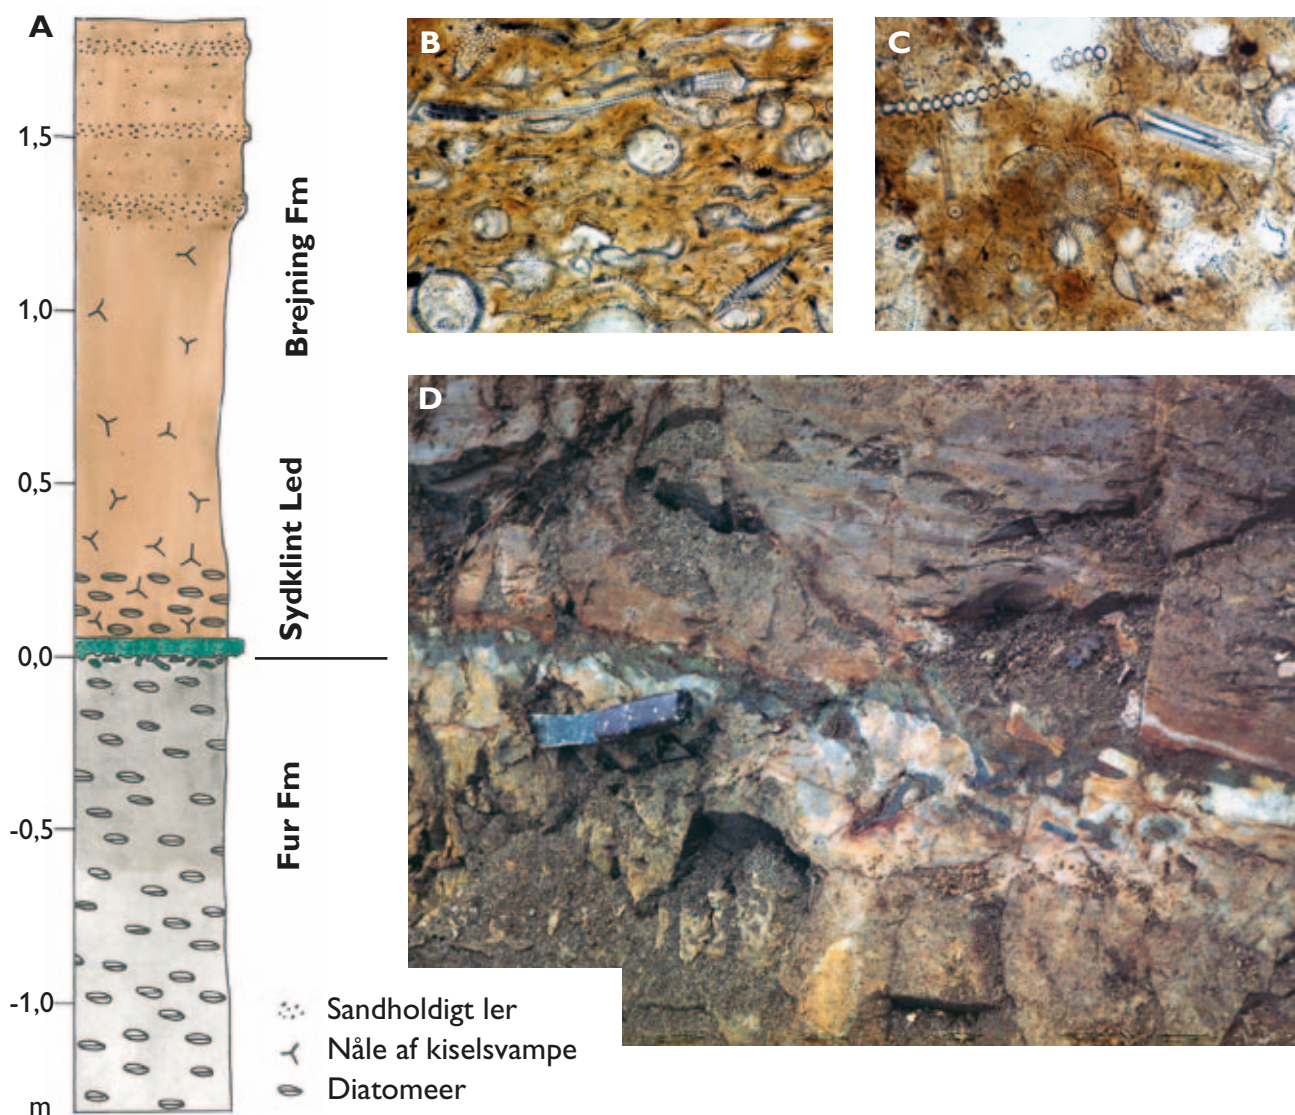 A
B
C
D
1,5
1,0
0,5
0,0
-0,5
-1,0
m
Brejning Fm
Sydklint Led
Fur Fm
Sandholdigt ler
Nåle af kiselsvampe
Diatomeer